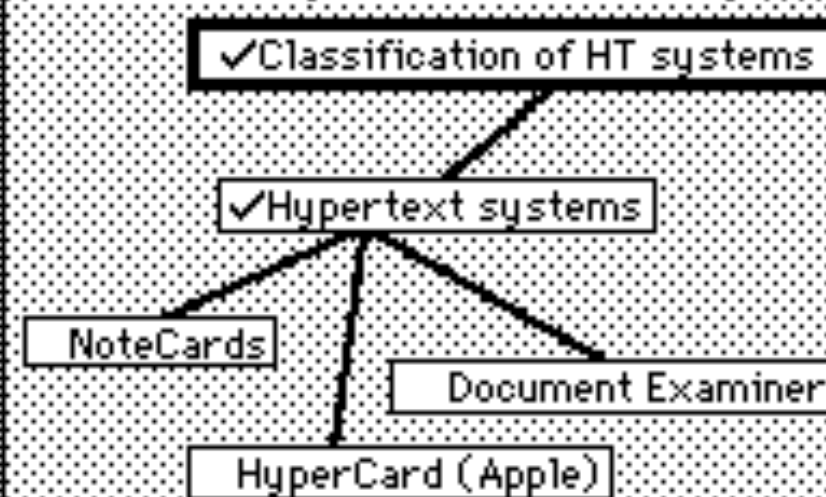 ✓Classification of HT systems
✓Hypertext systems
NoteCards
Document Examiner
HyperCard (Apple)